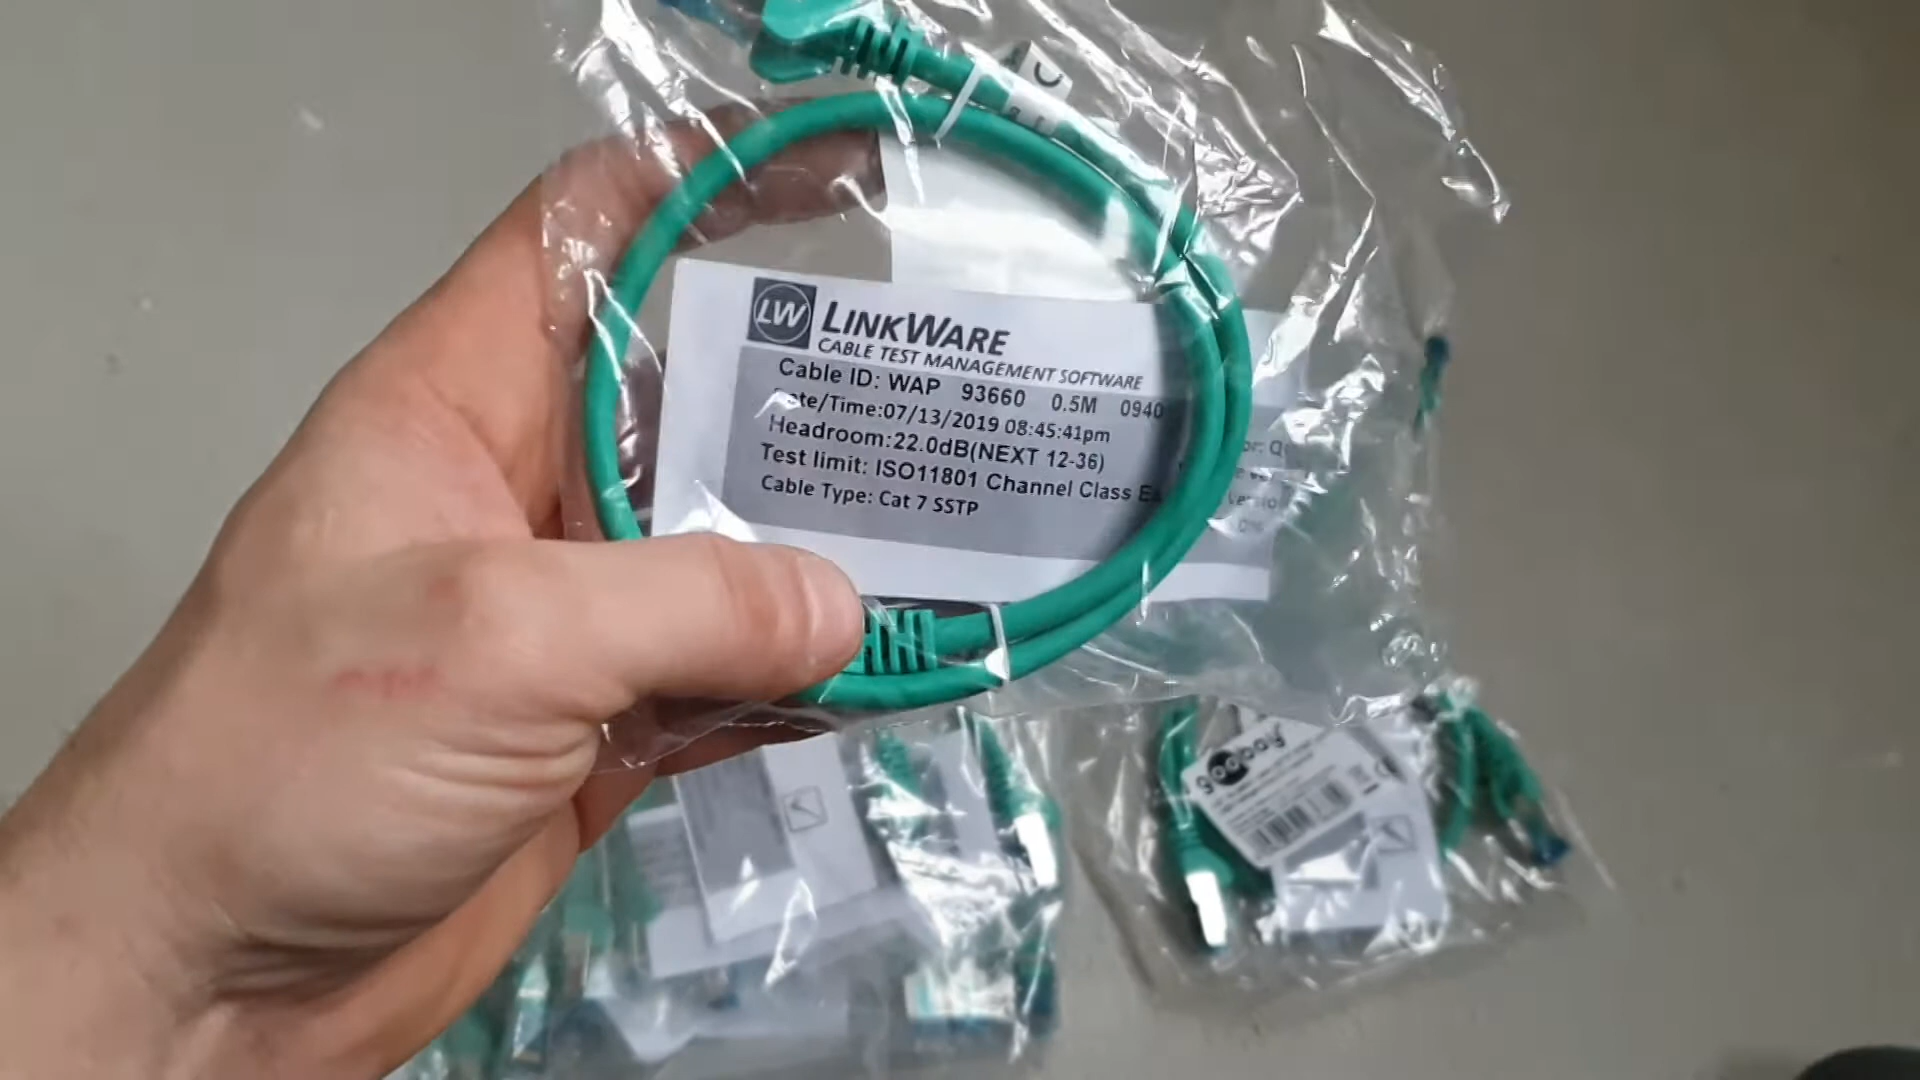 LW LINKWARE
CABLE TEST MANAGEMENT SOFTWARE
Cable ID: WAP 93660 0.5M 0940
Date/Time:07/13/2019 08:45:41pm
Headroom:22.0dB(NEXT 12-36)
Test limit: ISO11801 Channel Class Ea
Cable Type: Cat 7 SSTP
goobay